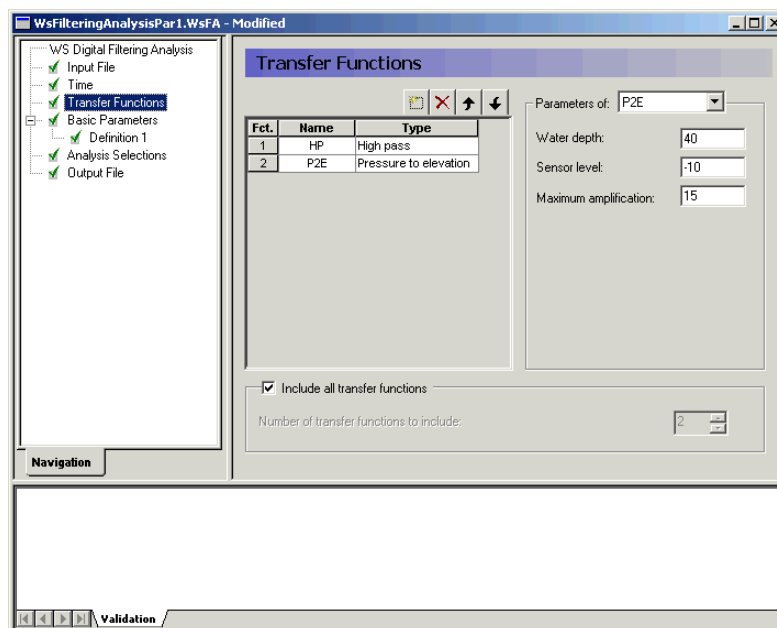 WsFilteringAnalysisPar1.WsFA - Modified
WS Digital Filtering Analysis
Input File
Time
Transfer Functions
Basic Parameters
Definition 1
Analysis Selections
Output File
Navigation
Transfer Functions
Fct. Name Type
1 HP High pass
2 P2E Pressure to elevation
Parameters of: P2E
Water depth: 40
Sensor level: -10
Maximum amplification: 15
Include all transfer functions
Number of transfer functions to include: 2
Validation